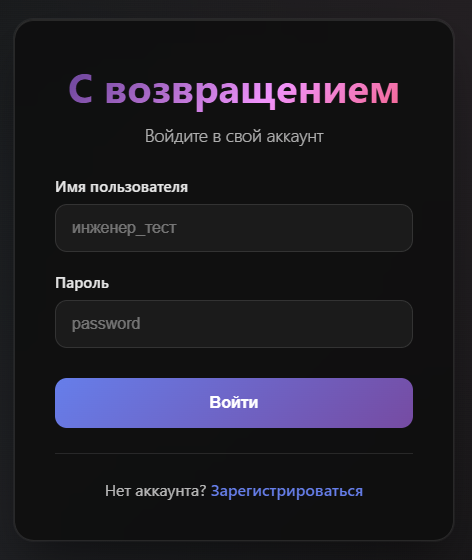 С возвращением
Войдите в свой аккаунт
Имя пользователя
инженер_тест
Пароль
password
Войти
Нет аккаунта? Зарегистрироваться